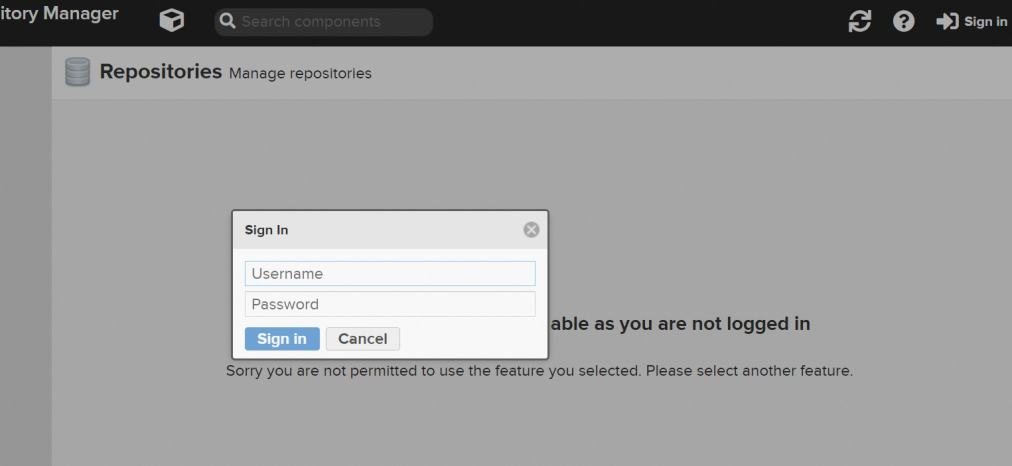 itory Manager
Search components
Sign in
Repositories Manage repositories
Sign In
Username
Password
Sign in Cancel
able as you are not logged in
Sorry you are not permitted to use the feature you selected. Please select another feature.